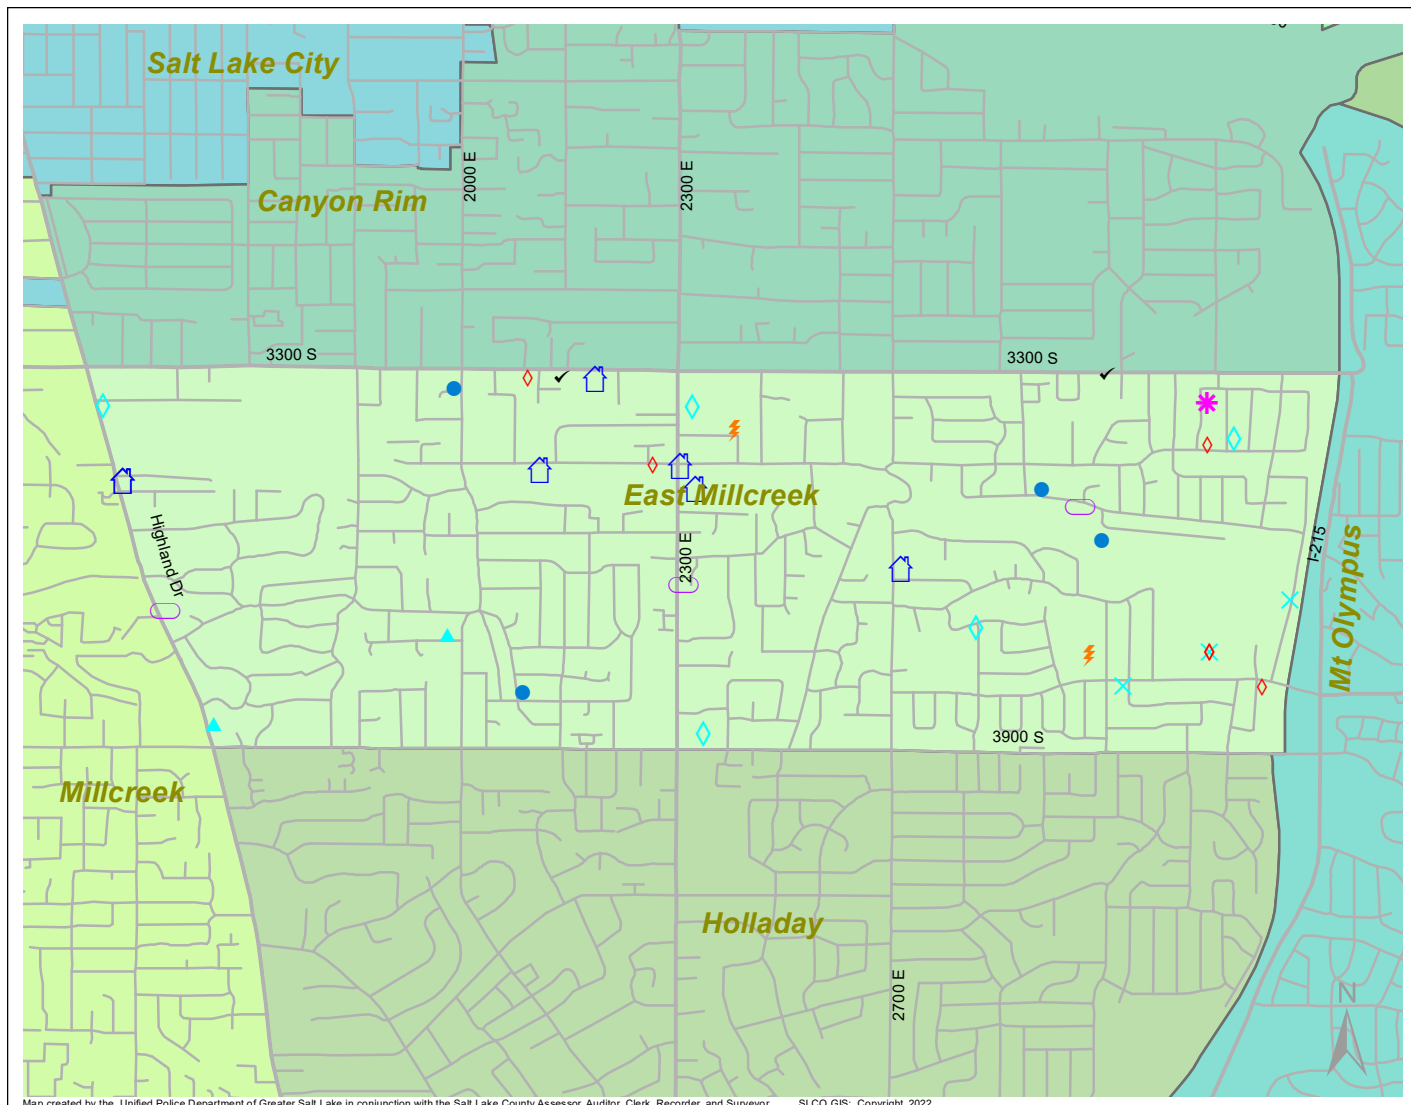 Salt Lake City
2000 E
2300 E
Canyon Rim
3300 S
3300 S
East Millcreek
Highland Dr
2300 E
I-215
Mt Olympus
3900 S
Millcreek
Holladay
2700 E
N
Map created by the Unified Police Department of Greater Salt Lake in conjunction with the Salt Lake County Assessor, Auditor, Clerk, Recorder, and Surveyor. SLCO GIS: Copyright 2022